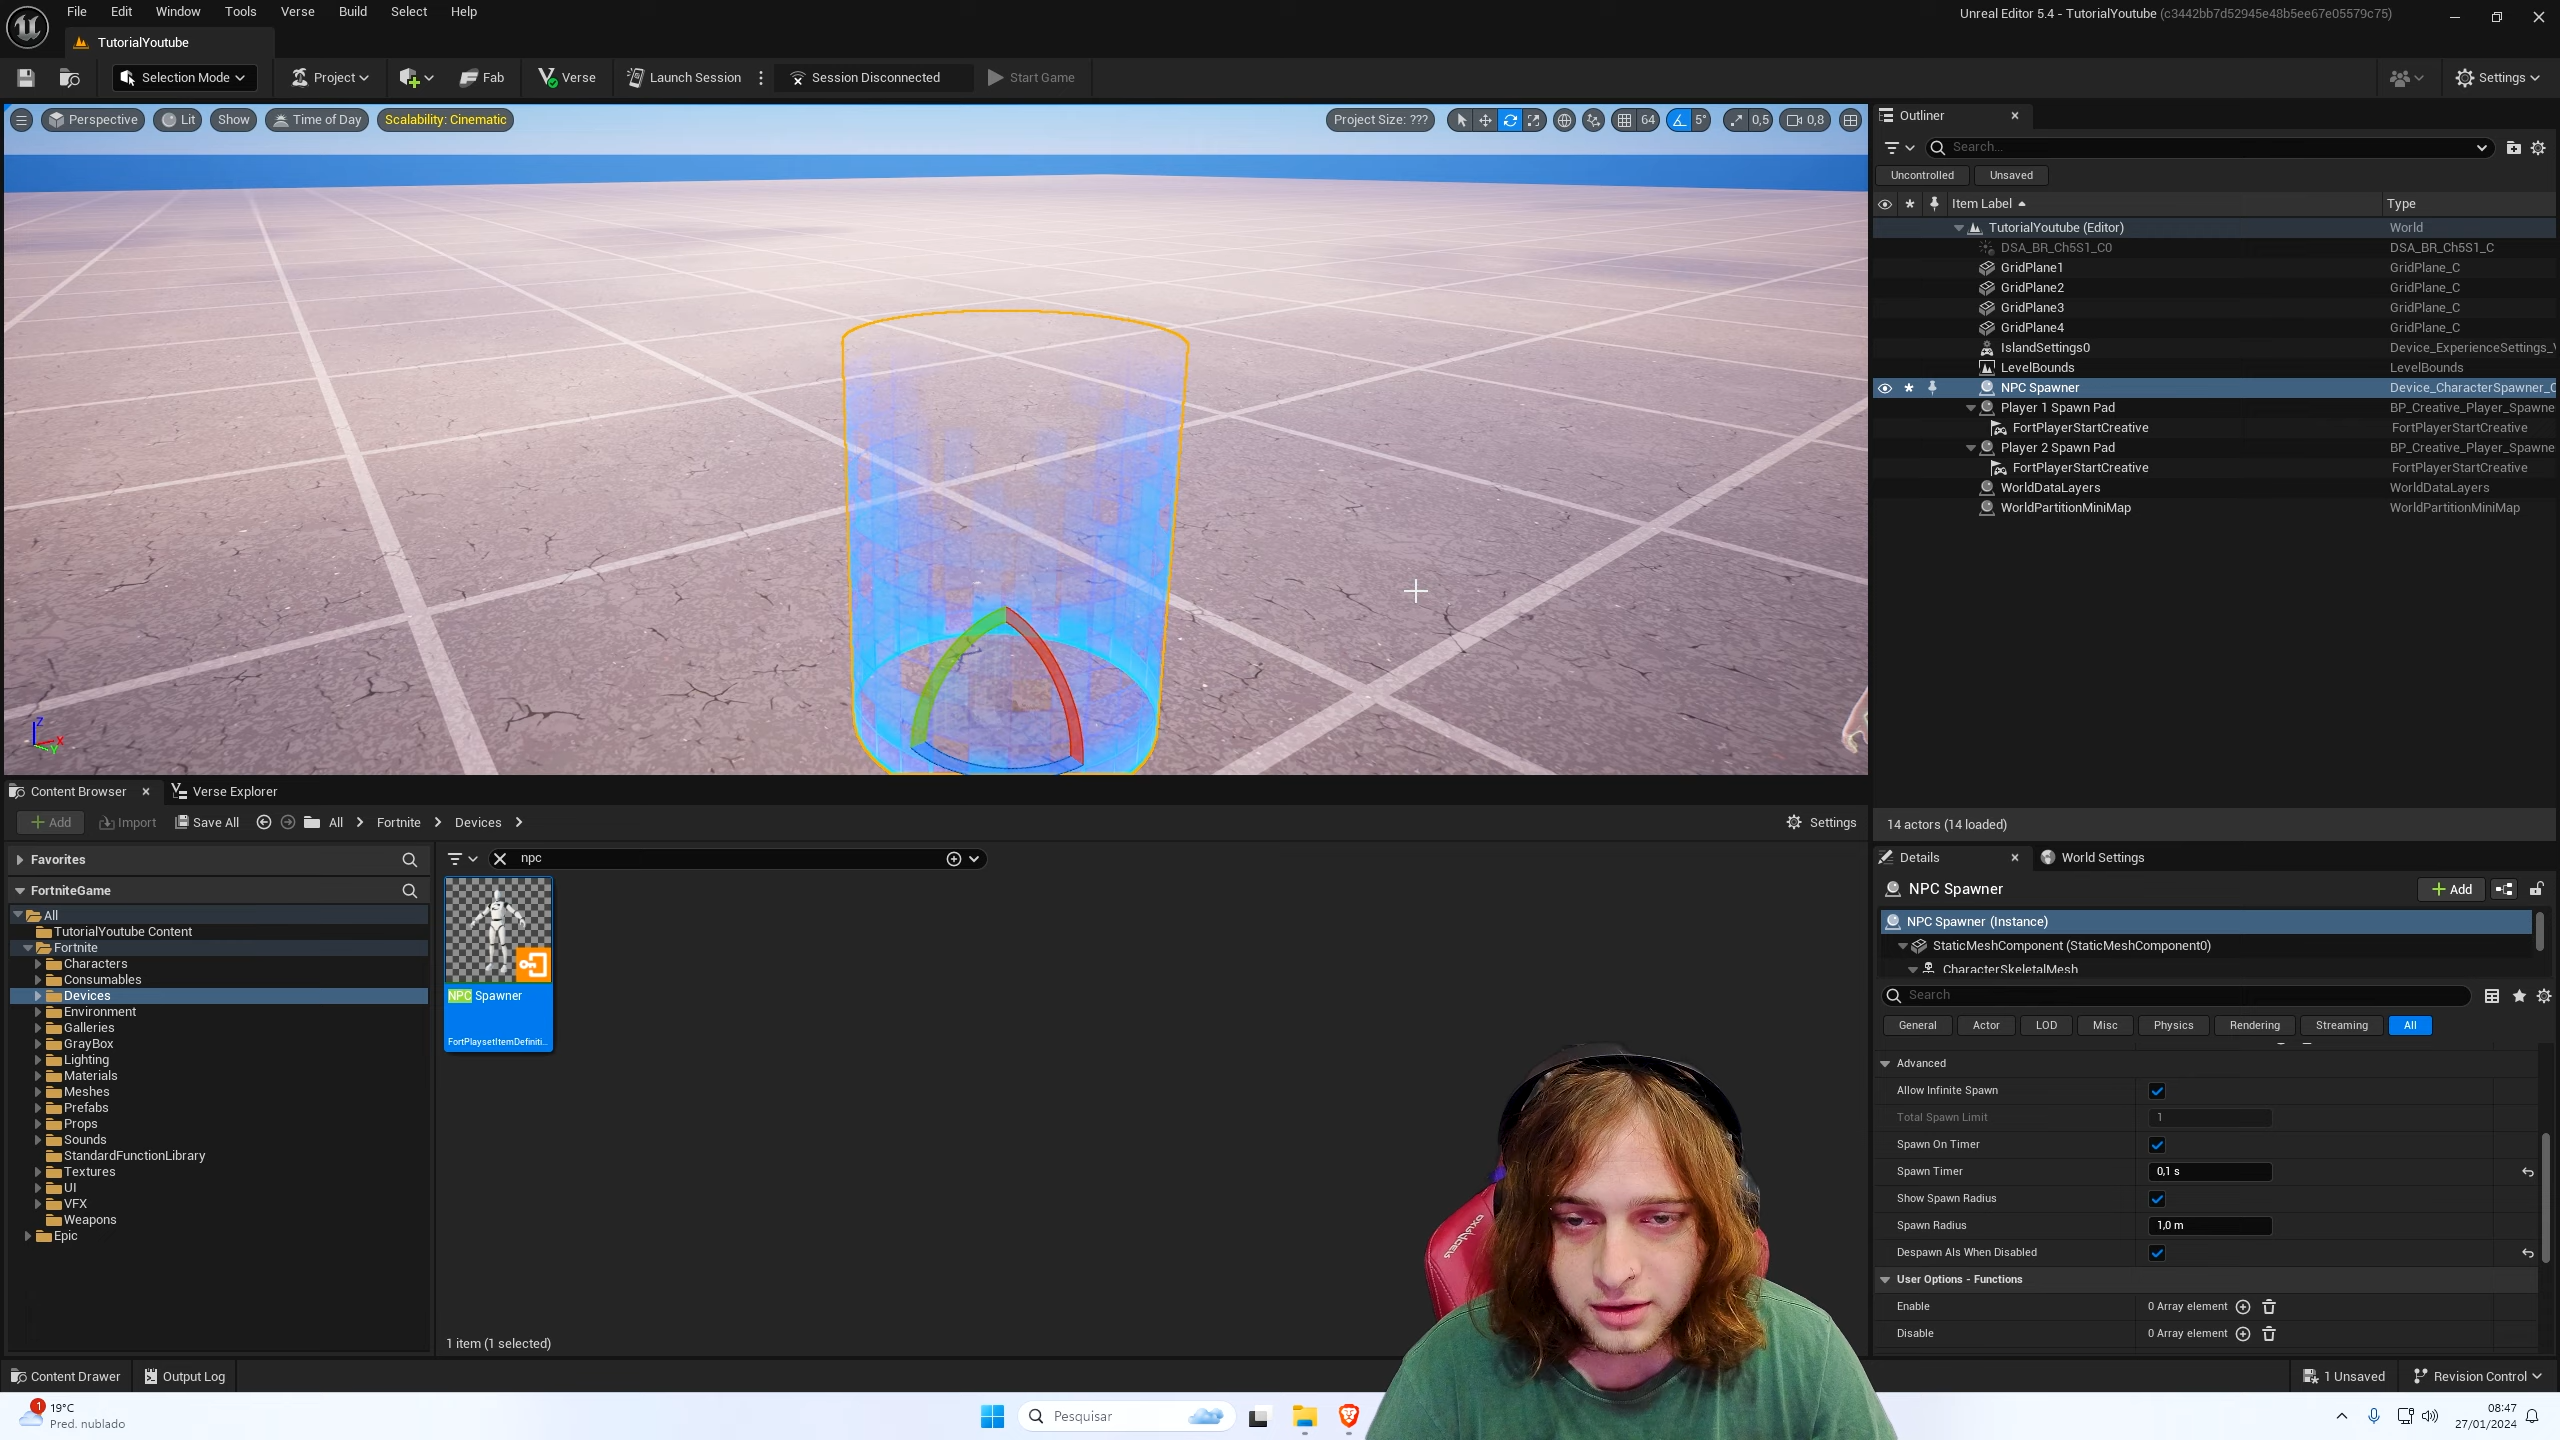 File Edit Window Tools Verse Build Select Help
Unreal Editor 5.4 - TutorialYoutube (c3442bb7d52945e48b5ee67e05579c75)
TutorialYoutube
Selection Mode Project Fab Verse Launch Session Session Disconnected Start Game Settings
Perspective Lit Show Time of Day Scalability: Cinematic Project Size: ??? 64 5° 0,5 0,8
Outliner
Search...
Uncontrolled Unsaved
Item Label Type
TutorialYoutube (Editor) World
DSA_BR_Ch5S1_C0 DSA_BR_Ch5S1_C
GridPlane1 GridPlane_C
GridPlane2 GridPlane_C
GridPlane3 GridPlane_C
GridPlane4 GridPlane_C
IslandSettings0 Device_ExperienceSettings_V
LevelBounds LevelBounds
NPC Spawner Device_CharacterSpawner_C
Player 1 Spawn Pad BP_Creative_Player_Spawne
FortPlayerStartCreative FortPlayerStartCreative
Player 2 Spawn Pad BP_Creative_Player_Spawne
FortPlayerStartCreative FortPlayerStartCreative
WorldDataLayers WorldDataLayers
WorldPartitionMiniMap WorldPartitionMiniMap
14 actors (14 loaded)
Z X Y
Content Browser Verse Explorer
Add Import Save All All Fortnite Devices Settings
Favorites
FortniteGame
All
TutorialYoutube Content
Fortnite
Characters
Consumables
Devices
Environment
Galleries
GrayBox
Lighting
Materials
Meshes
Prefabs
Props
Sounds
StandardFunctionLibrary
Textures
UI
VFX
Weapons
Epic
npc
NPC Spawner
FortPlaysetItemDefiniti...
1 item (1 selected)
Details World Settings
NPC Spawner Add
NPC Spawner (Instance)
StaticMeshComponent (StaticMeshComponent0)
CharacterSkeletalMesh
Search
General Actor LOD Misc Physics Rendering Streaming All
Advanced
Allow Infinite Spawn
Total Spawn Limit 1
Spawn On Timer
Spawn Timer 0,1 s
Show Spawn Radius
Spawn Radius 1,0 m
Despawn AIs When Disabled
User Options - Functions
Enable 0 Array element
Disable 0 Array element
DXRACER
Content Drawer Output Log 1 Unsaved Revision Control
1
19°C
Pred. nublado
Pesquisar
08:47
27/01/2024